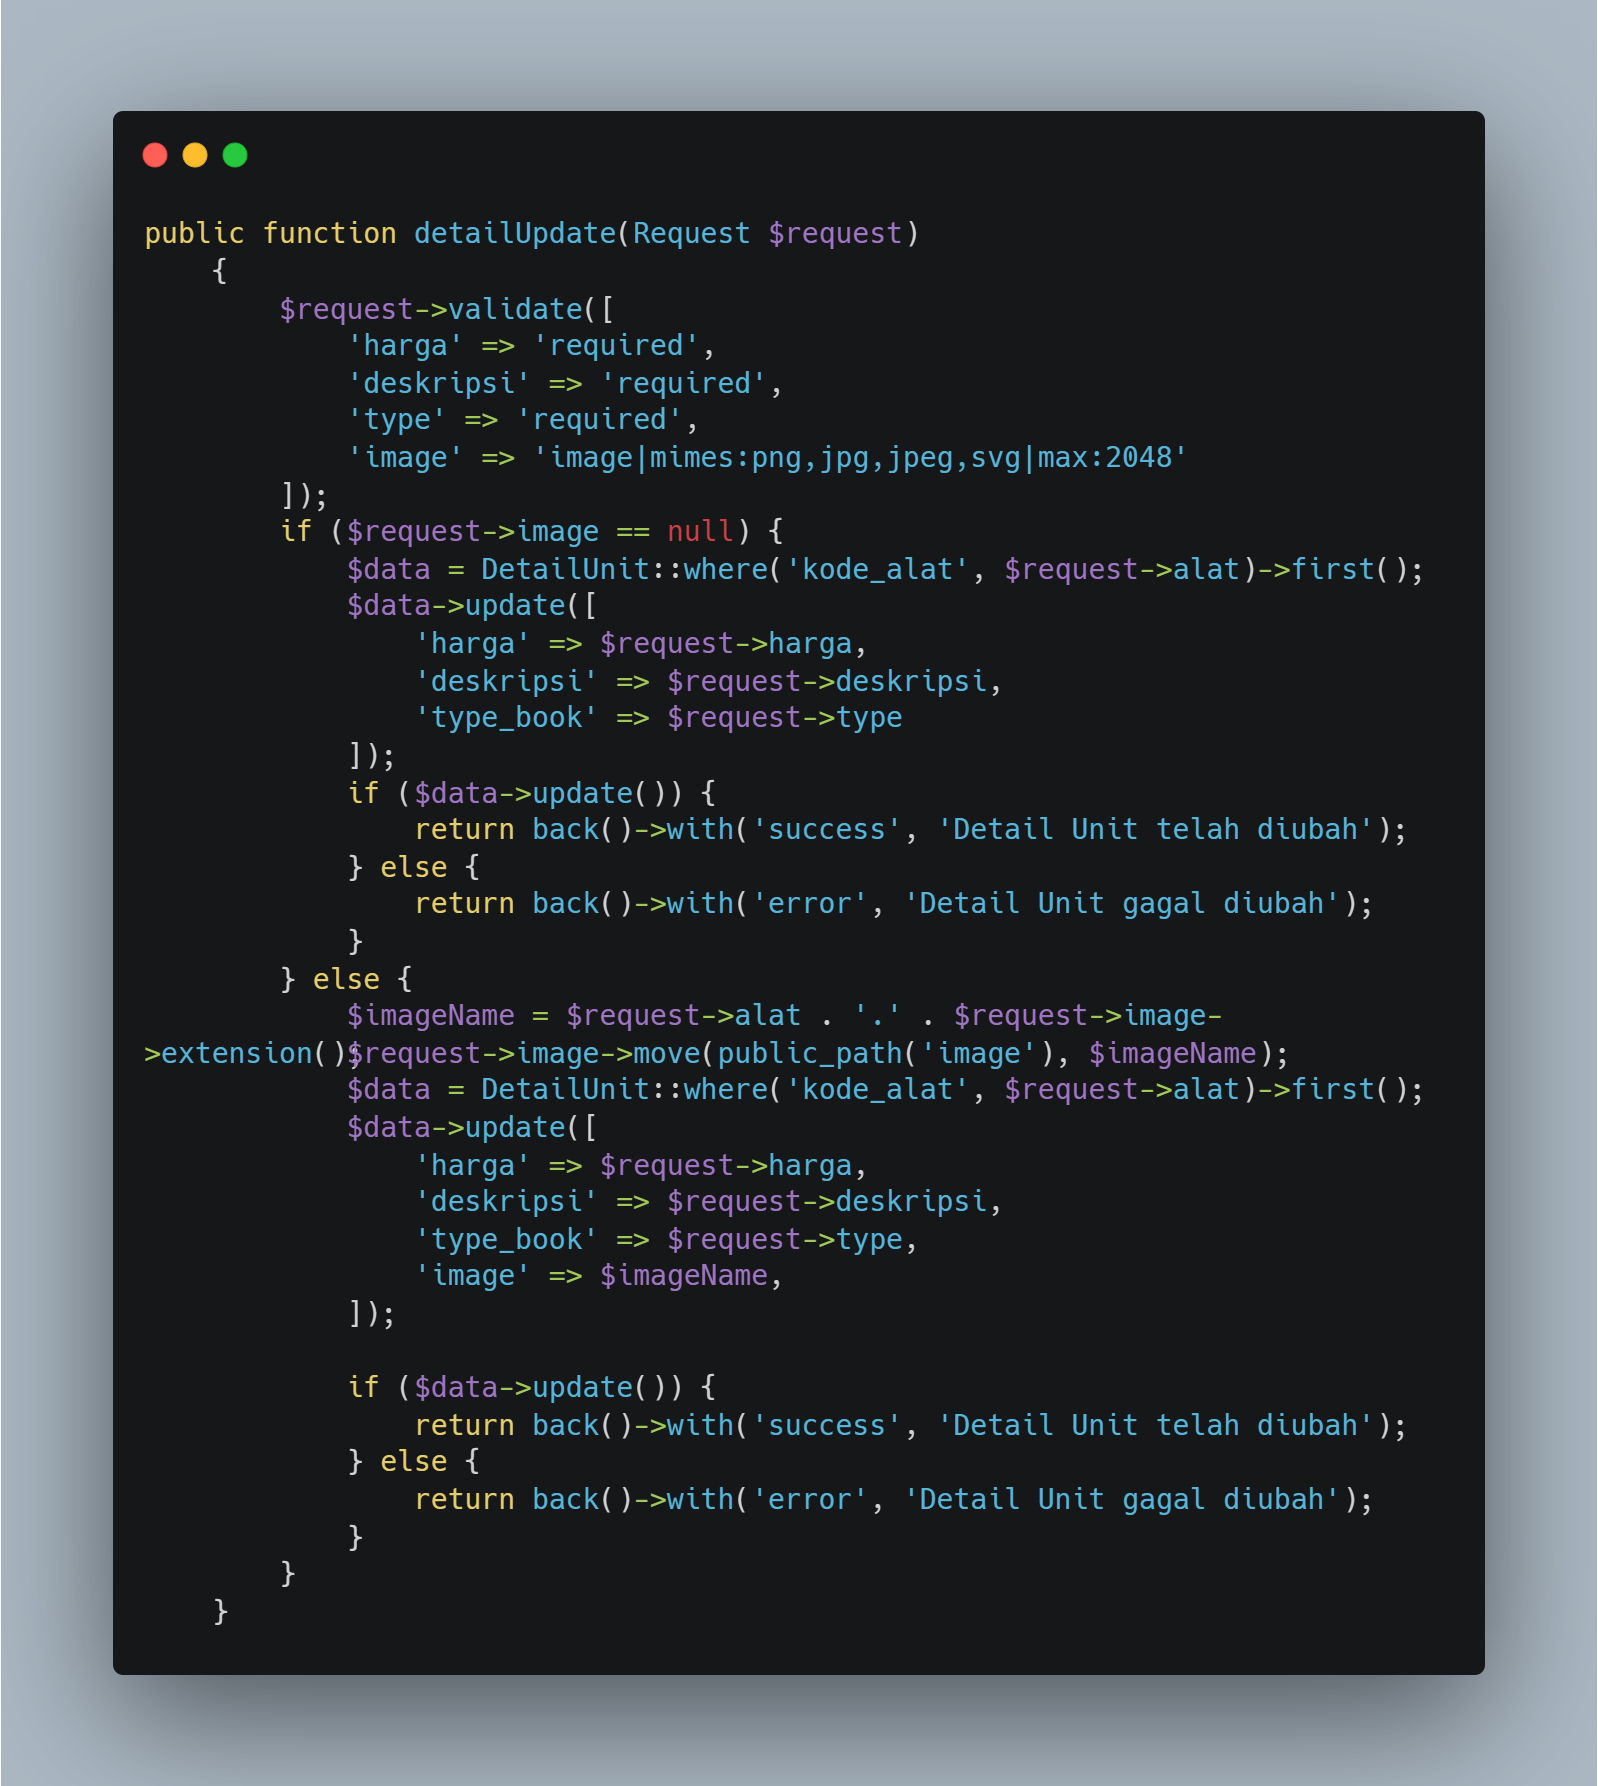 public function detailUpdate(Request $request)
    {
        $request->validate([
            'harga' => 'required',
            'deskripsi' => 'required',
            'type' => 'required',
            'image' => 'image|mimes:png,jpg,jpeg,svg|max:2048'
        ]);
        if ($request->image == null) {
            $data = DetailUnit::where('kode_alat', $request->alat)->first();
            $data->update([
                'harga' => $request->harga,
                'deskripsi' => $request->deskripsi,
                'type_book' => $request->type
            ]);
            if ($data->update()) {
                return back()->with('success', 'Detail Unit telah diubah');
            } else {
                return back()->with('error', 'Detail Unit gagal diubah');
            }
        } else {
            $imageName = $request->alat . '.' . $request->image-
>extension();
            $request->image->move(public_path('image'), $imageName);
            $data = DetailUnit::where('kode_alat', $request->alat)->first();
            $data->update([
                'harga' => $request->harga,
                'deskripsi' => $request->deskripsi,
                'type_book' => $request->type,
                'image' => $imageName,
            ]);

            if ($data->update()) {
                return back()->with('success', 'Detail Unit telah diubah');
            } else {
                return back()->with('error', 'Detail Unit gagal diubah');
            }
        }
    }